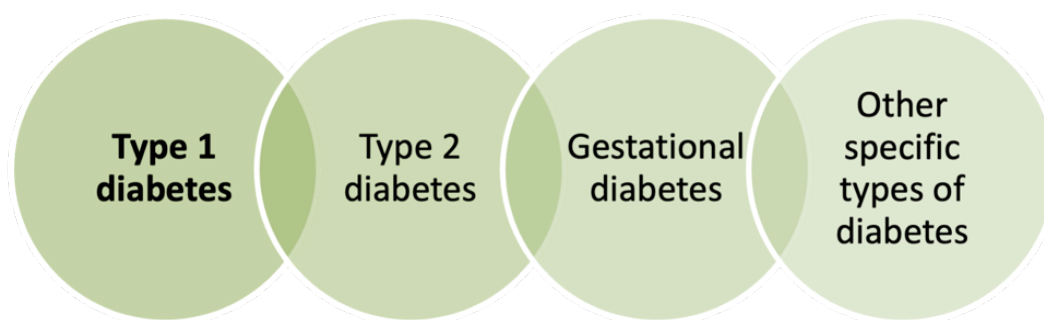 Type 1
diabetes
Type 2
diabetes
Gestational
diabetes
Other
specific
types of
diabetes